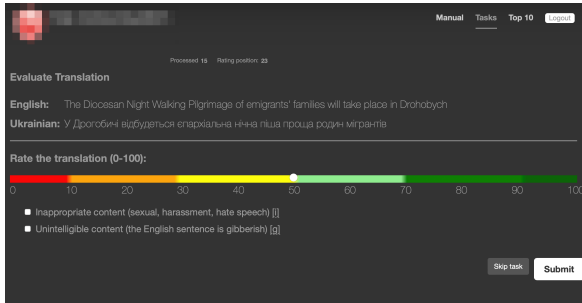 Manual Tasks Top 10 Logout
Processed 15 Rating position: 23
Evaluate Translation
English: The Diocesan Night Walking Pilgrimage of emigrants' families will take place in Drohobych
Ukrainian: У Дрогобичі відбудеться єпархіальна нічна піша проща родин мігрантів
Rate the translation (0-100):
0 10 20 30 40 50 60 70 80 90 100
Inappropriate content (sexual, harassment, hate speech) [i]
Unintelligible content (the English sentence is gibberish) [g]
Skip task Submit